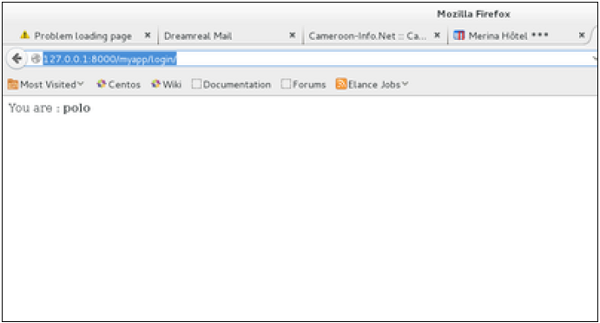 Mozilla Firefox
Problem loading page × Dreamreal Mail × Cameroon-Info.Net :: Ca... × Merina Hôtel *** ×
127.0.0.1:8000/myapp/login/
Most Visited Centos Wiki Documentation Forums Elance Jobs
You are : polo